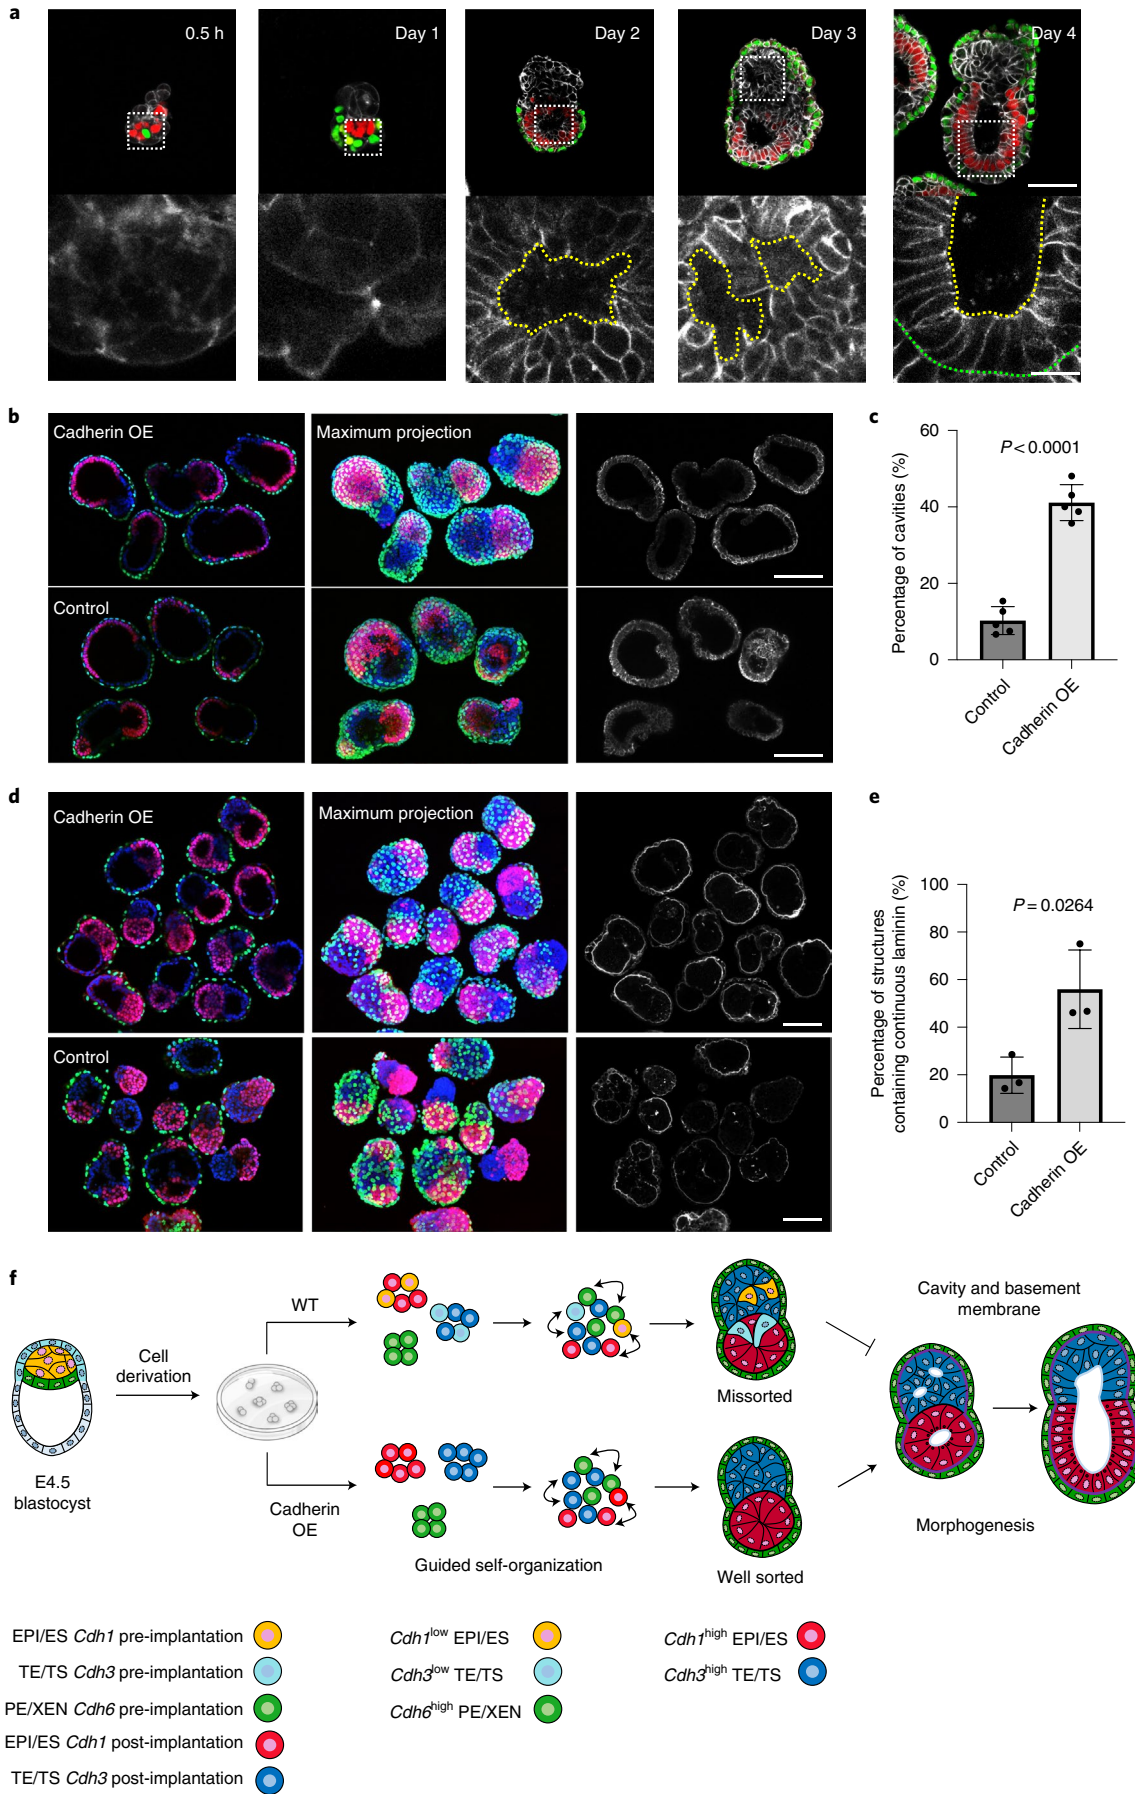 a
0.5 h
Day 1
Day 2
Day 3
Day 4
b
Cadherin OE
Maximum projection
Control
c
P < 0.0001
Percentage of cavities (%)
60
40
20
0
Control
Cadherin OE
d
Cadherin OE
Maximum projection
Control
e
P = 0.0264
Percentage of structures
containing continuous laminin (%)
100
80
60
40
20
0
Control
Cadherin OE
f
E4.5
blastocyst
Cell
derivation
WT
Cadherin
OE
Guided self-organization
Missorted
Well sorted
Cavity and basement
membrane
Morphogenesis
EPI/ES Cdh1 pre-implantation
TE/TS Cdh3 pre-implantation
PE/XEN Cdh6 pre-implantation
EPI/ES Cdh1 post-implantation
TE/TS Cdh3 post-implantation
Cdh1low EPI/ES
Cdh3low TE/TS
Cdh6high PE/XEN
Cdh1high EPI/ES
Cdh3high TE/TS